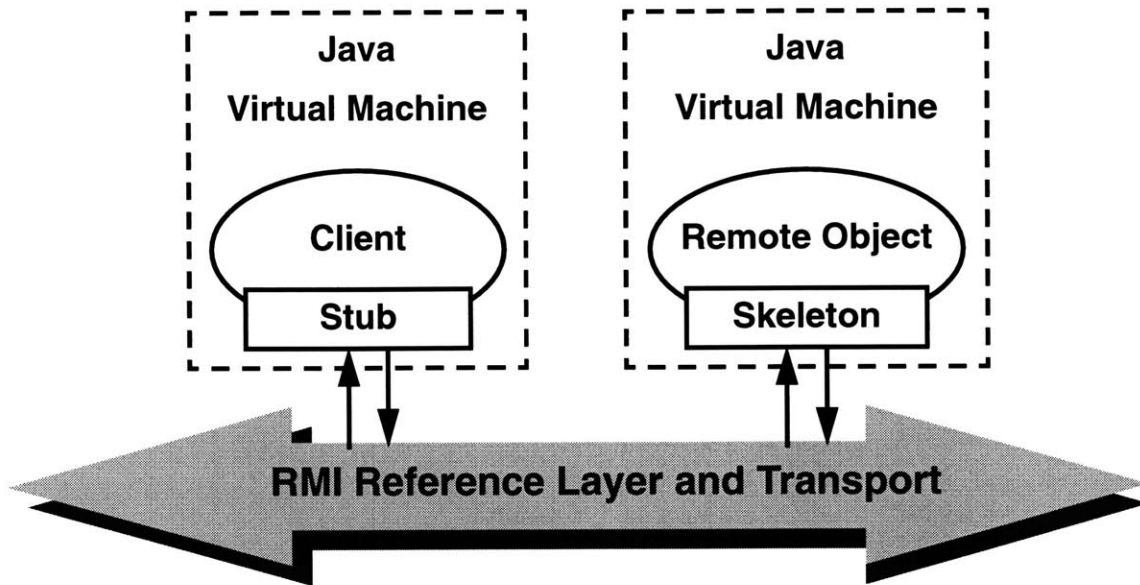 Java
Virtual Machine
Client
Stub
Java
Virtual Machine
Remote Object
Skeleton
RMI Reference Layer and Transport